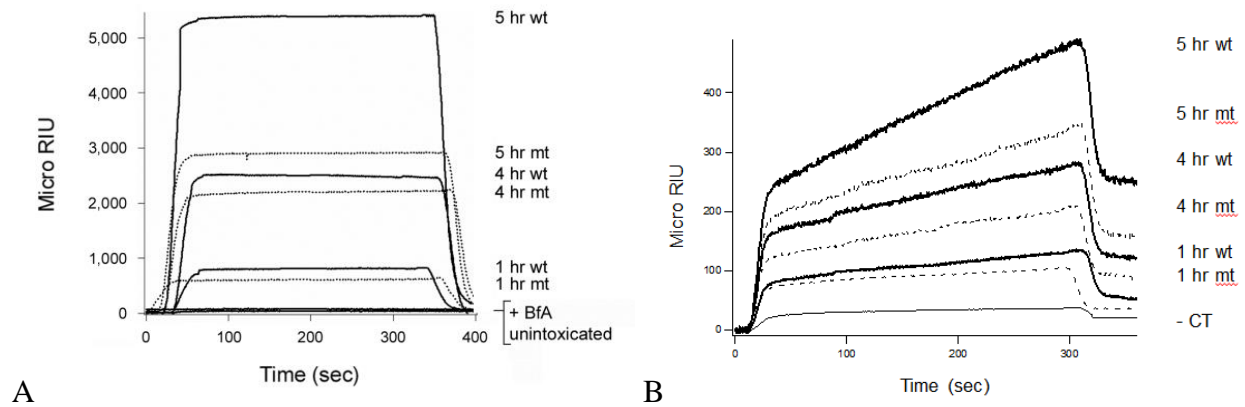 5,000
4,000
3,000
2,000
1,000
0
Micro RIU
0 100 200 300 400
Time (sec)
5 hr wt
5 hr mt
4 hr wt
4 hr mt
1 hr wt
1 hr mt
+ BfA
unintoxicated
A
400
300
200
100
0
Micro RIU
0 100 200 300
Time (sec)
5 hr wt
5 hr mt
4 hr wt
4 hr mt
1 hr wt
1 hr mt
- CT
B